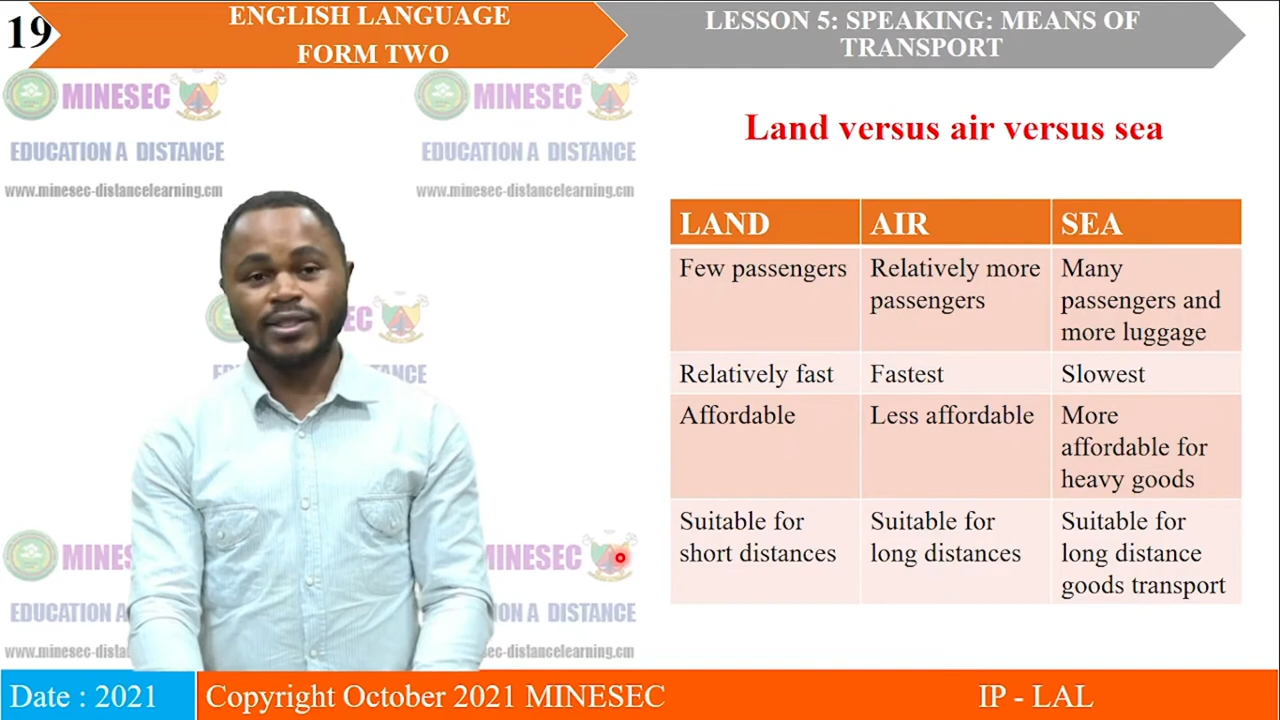 19
ENGLISH LANGUAGE
FORM TWO
LESSON 5: SPEAKING: MEANS OF
TRANSPORT
MINESEC
EDUCATION A DISTANCE
www.minesec-distancelearning.cm
MINESEC
EDUCATION A DISTANCE
www.minesec-distancelearning.cm
Land versus air versus sea
LAND AIR SEA
Few passengers
Relatively more
passengers
Many
passengers and
more luggage
Relatively fast
Fastest
Slowest
Affordable
Less affordable
More
affordable for
heavy goods
Suitable for
short distances
Suitable for
long distances
Suitable for
long distance
goods transport
Date : 2021
Copyright October 2021 MINESEC
IP - LAL